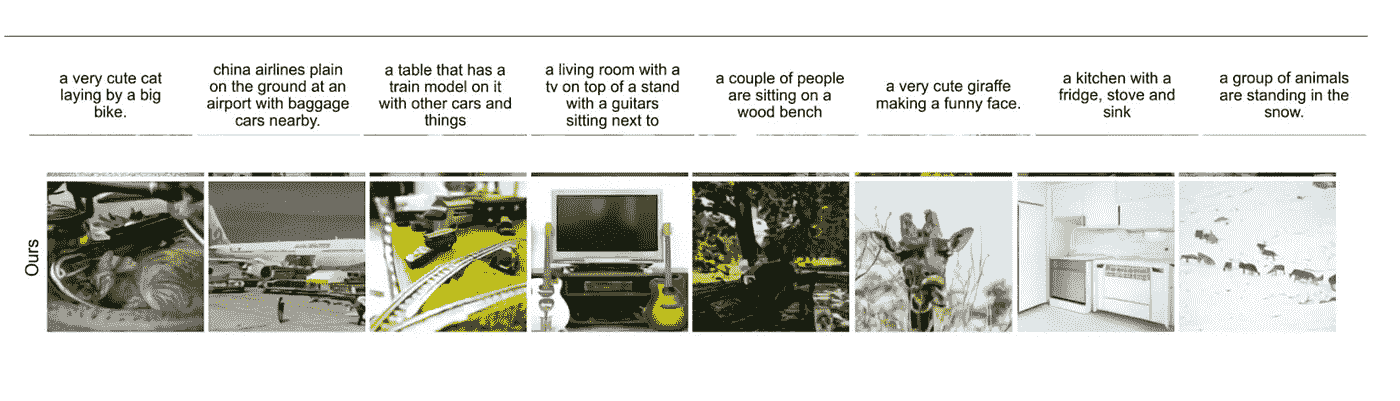 a very cute cat
laying by a big
bike.
china airlines plain
on the ground at an
airport with baggage
cars nearby.
a table that has a
train model on it
with other cars and
things
a living room with a
tv on top of a stand
with a guitars
sitting next to
a couple of people
are sitting on a
wood bench
a very cute giraffe
making a funny face.
a kitchen with a
fridge, stove and
sink
a group of animals
are standing in the
snow.
Ours